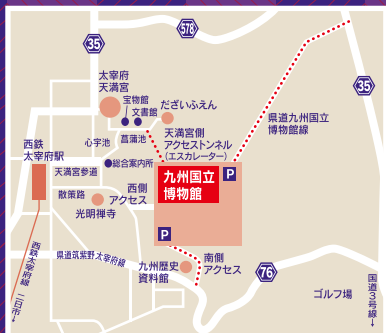 578
35
太宰府
天満宮
宝物館
文書館
だざいふえん
35
県道九州国立
博物館線
心字池
菖蒲池
天満宮側
アクセストンネル
(エスカレーター)
西鉄
太宰府駅
総合案内所
天満宮参道
九州国立
博物館
P
散策路
西側
アクセス
光明禅寺
P
県道筑紫野太宰府線
南側
アクセス
九州歴史
資料館
76
西鉄太宰府線
二日市↓
ゴルフ場
国道3号線↓